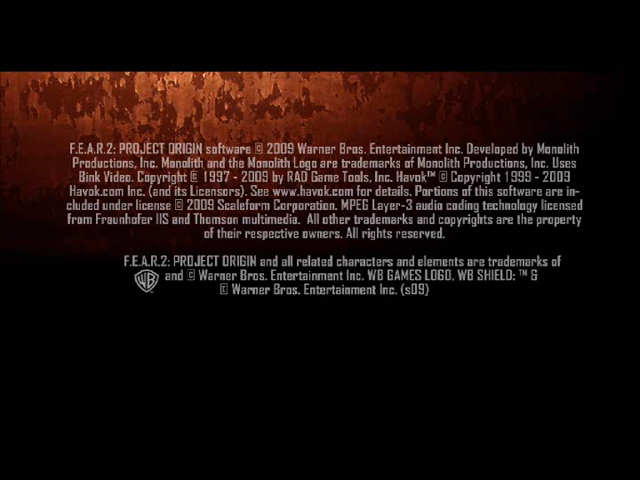 F.E.A.R.2: PROJECT ORIGIN software © 2009 Warner Bros. Entertainment Inc. Developed by Monolith
Productions, Inc. Monolith and the Monolith Logo are trademarks of Monolith Productions, Inc. Uses
Bink Video. Copyright © 1997 - 2009 by RAD Game Tools, Inc. Havok™ © Copyright 1999 - 2009
Havok.com Inc. (and its Licensors). See www.havok.com for details. Portions of this software are in-
cluded under license © 2009 Scaleform Corporation. MPEG Layer-3 audio coding technology licensed
from Fraunhofer IIS and Thomson multimedia. All other trademarks and copyrights are the property
of their respective owners. All rights reserved.
F.E.A.R.2: PROJECT ORIGIN and all related characters and elements are trademarks of
WB and © Warner Bros. Entertainment Inc. WB GAMES LOGO, WB SHIELD: ™ &
© Warner Bros. Entertainment Inc. (s09)